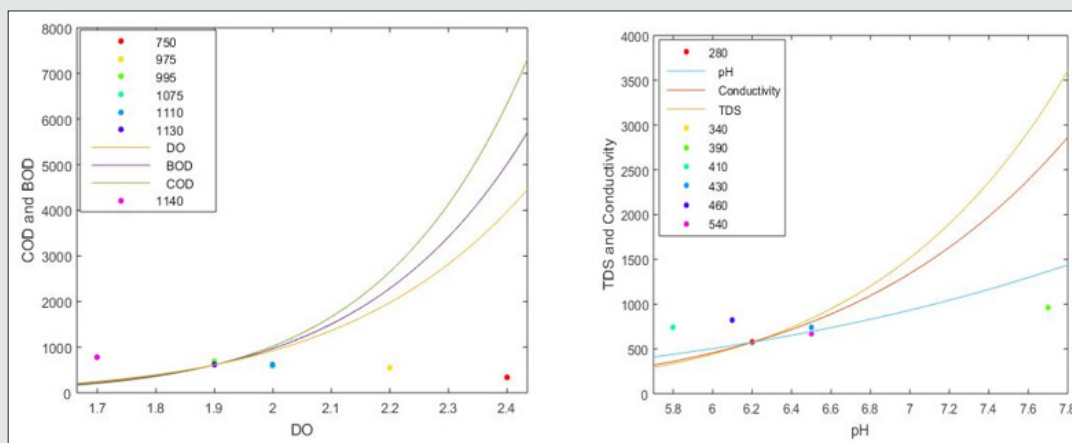 8000
7000
6000
5000
4000
3000
2000
1000
0
COD and BOD
750
975
995
1075
1110
1130
DO
BOD
COD
1140
1.7 1.8 1.9 2 2.1 2.2 2.3 2.4
DO
4000
3500
3000
2500
2000
1500
1000
500
0
TDS and Conductivity
280
pH
Conductivity
TDS
340
390
410
430
460
540
5.8 6 6.2 6.4 6.6 6.8 7 7.2 7.4 7.6 7.8
pH